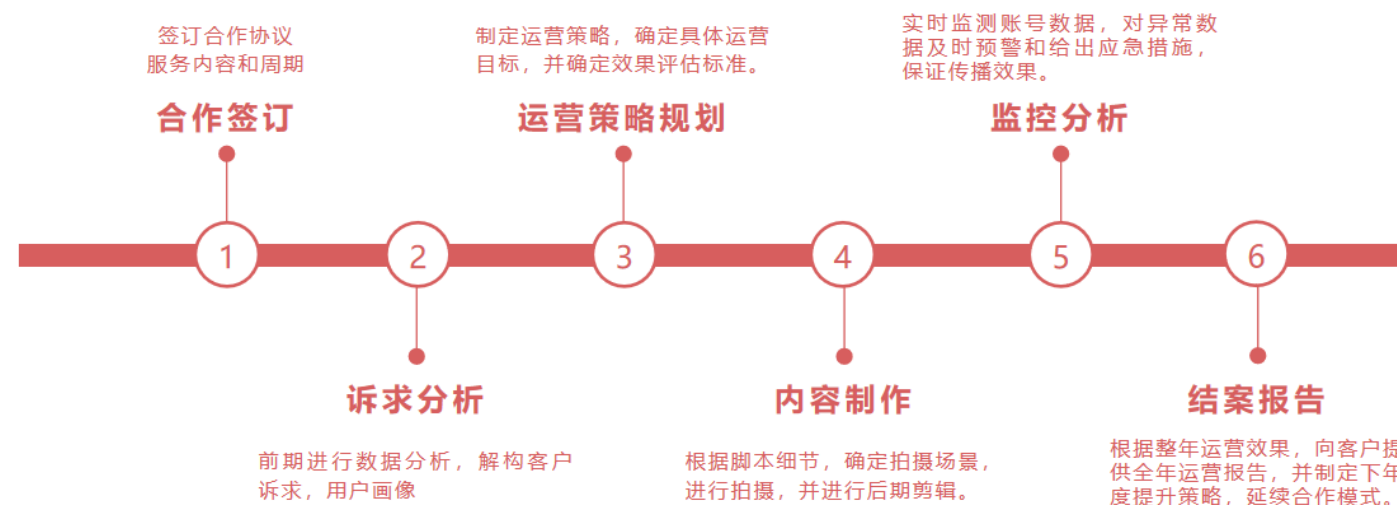 签订合作协议
服务内容和周期
合作签订
制定运营策略，确定具体运营
目标，并确定效果评估标准。
运营策略规划
实时监测账号数据，对异常数
据及时预警和给出应急措施，
保证传播效果。
监控分析
1
2
3
4
5
6
诉求分析
前期进行数据分析，解构客户
诉求，用户画像
内容制作
根据脚本细节，确定拍摄场景，
进行拍摄，并进行后期剪辑。
结案报告
根据整年运营效果，向客户提
供全年运营报告，并制定下年
度提升策略，延续合作模式。